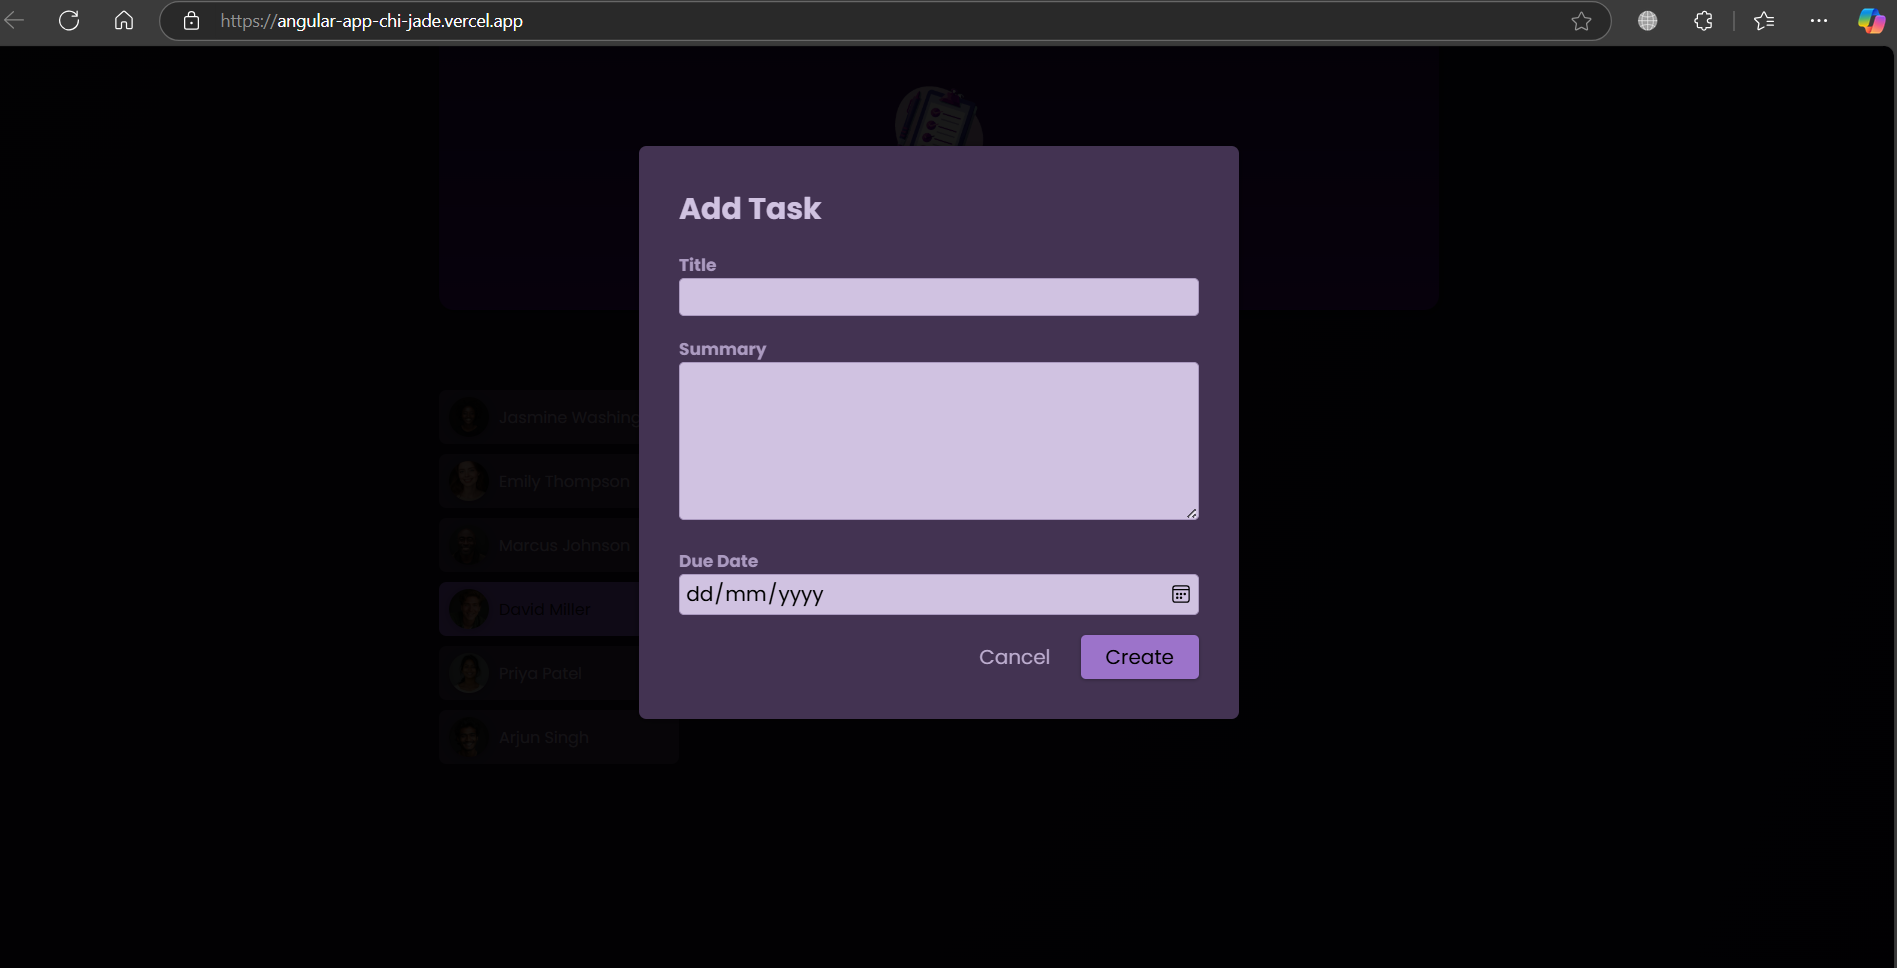 https://angular-app-chi-jade.vercel.app
Add Task
Title
Summary
Due Date
dd/mm/yyyy
Cancel
Create
Jasmine Washing
Emily Thompson
Marcus Johnson
David Miller
Priya Patel
Arjun Singh